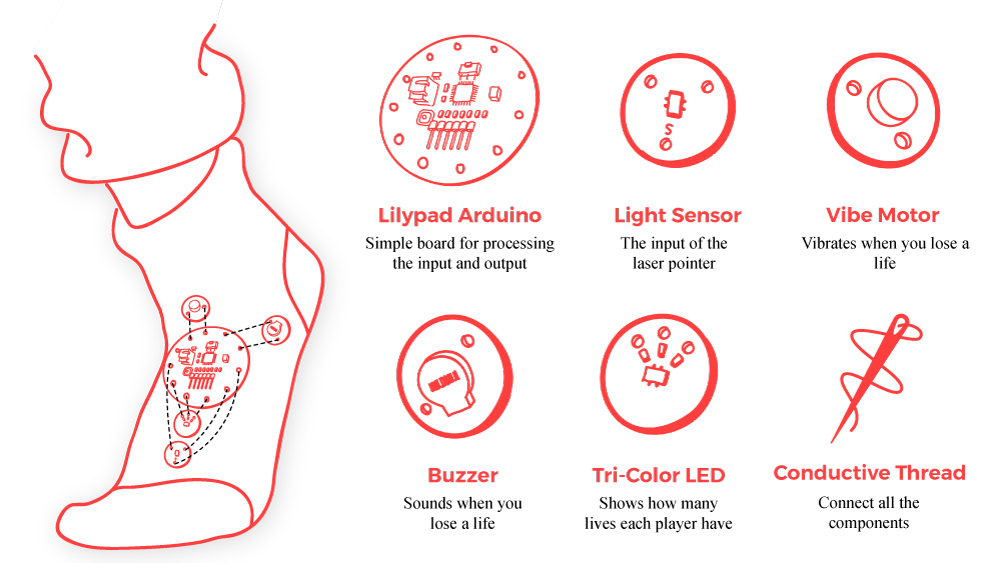 Lilypad Arduino
Simple board for processing
the input and output
Light Sensor
The input of the
laser pointer
Vibe Motor
Vibrates when you lose a
life
S
Buzzer
Sounds when you
lose a life
Tri-Color LED
Shows how many
lives each player have
Conductive Thread
Connect all the
components